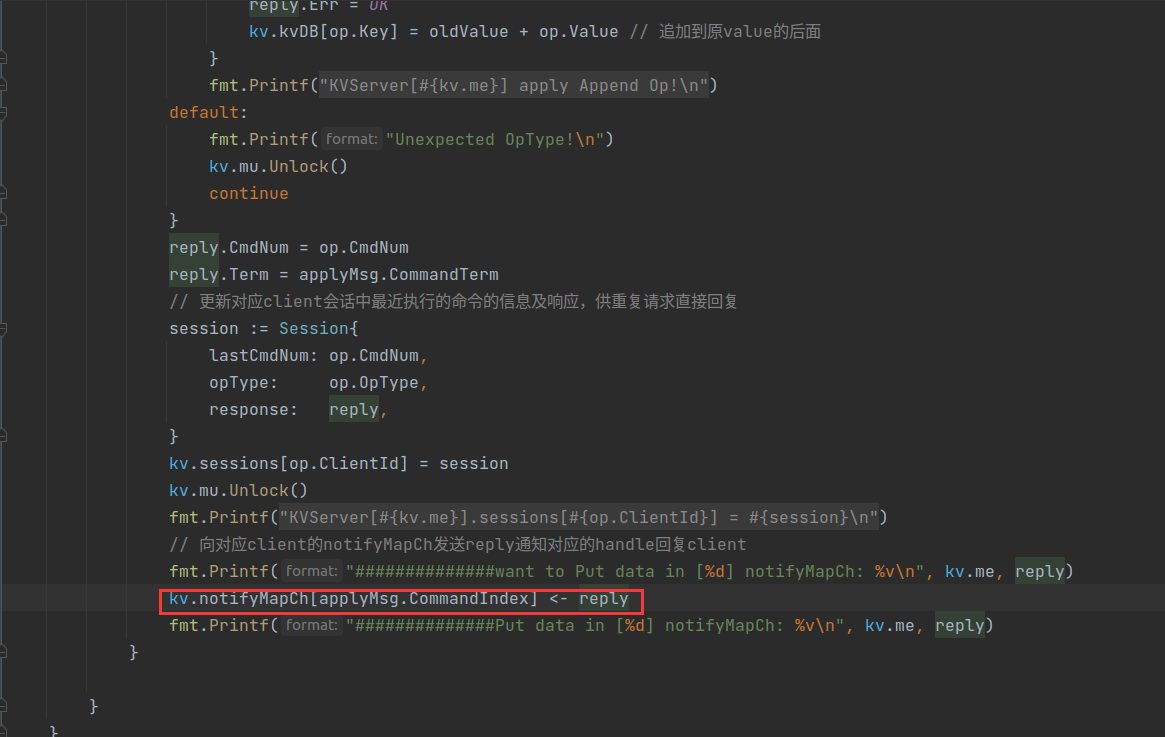 reply.Err = OK
kv.kvDB[op.Key] = oldValue + op.Value // 追加到原value的后面
}
fmt.Printf("KVServer[#{kv.me}] apply Append Op!\n")
default:
fmt.Printf( format: "Unexpected OpType!\n")
kv.mu.Unlock()
continue
}
reply.CmdNum = op.CmdNum
reply.Term = applyMsg.CommandTerm
// 更新对应client会话中最近执行的命令的信息及响应，供重复请求直接回复
session := Session{
lastCmdNum: op.CmdNum,
opType: op.OpType,
response: reply,
}
kv.sessions[op.ClientId] = session
kv.mu.Unlock()
fmt.Printf("KVServer[#{kv.me}].sessions[#{op.ClientId}] = #{session}\n")
// 向对应client的notifyMapCh发送reply通知对应的handle回复client
fmt.Printf( format: "##############want to Put data in [%d] notifyMapCh: %v\n", kv.me, reply)
kv.notifyMapCh[applyMsg.CommandIndex] <- reply
fmt.Printf( format: "##############Put data in [%d] notifyMapCh: %v\n", kv.me, reply)
}
}
}